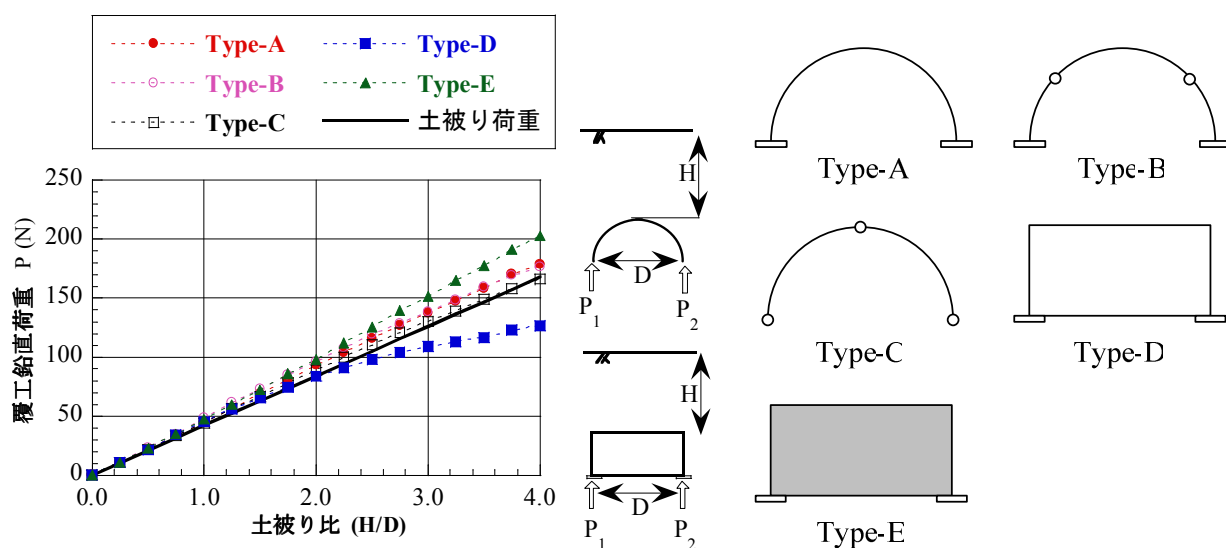 Type-A
Type-D
Type-B
Type-E
Type-C
土被り荷重
覆工鉛直荷重 P (N)
250
200
150
100
50
0
0.0 1.0 2.0 3.0 4.0
土被り比 (H/D)
H
D
P1 P2
H
D
P1 P2
Type-A
Type-B
Type-C
Type-D
Type-E